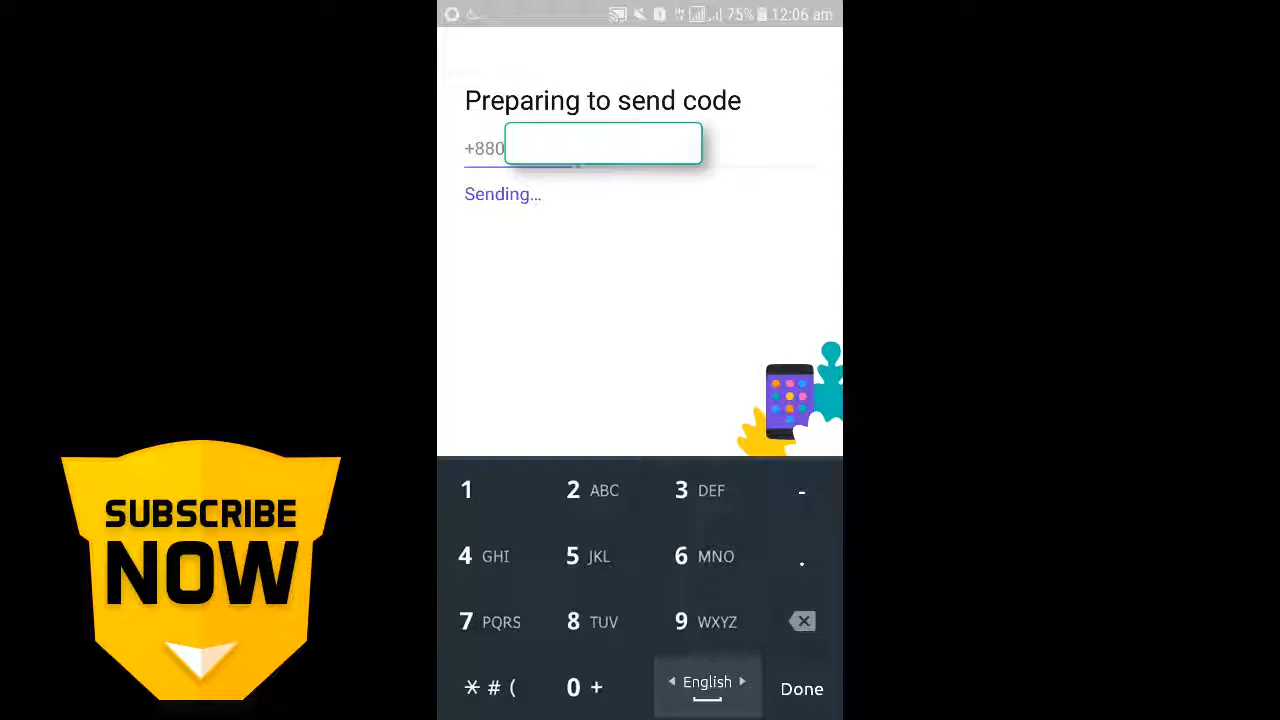 75% 12:06 am
Preparing to send code
+880
Sending...
SUBSCRIBE
NOW
1
2 ABC
3 DEF
-
4 GHI
5 JKL
6 MNO
.
7 PQRS
8 TUV
9 WXYZ
* # (
0 +
English
Done